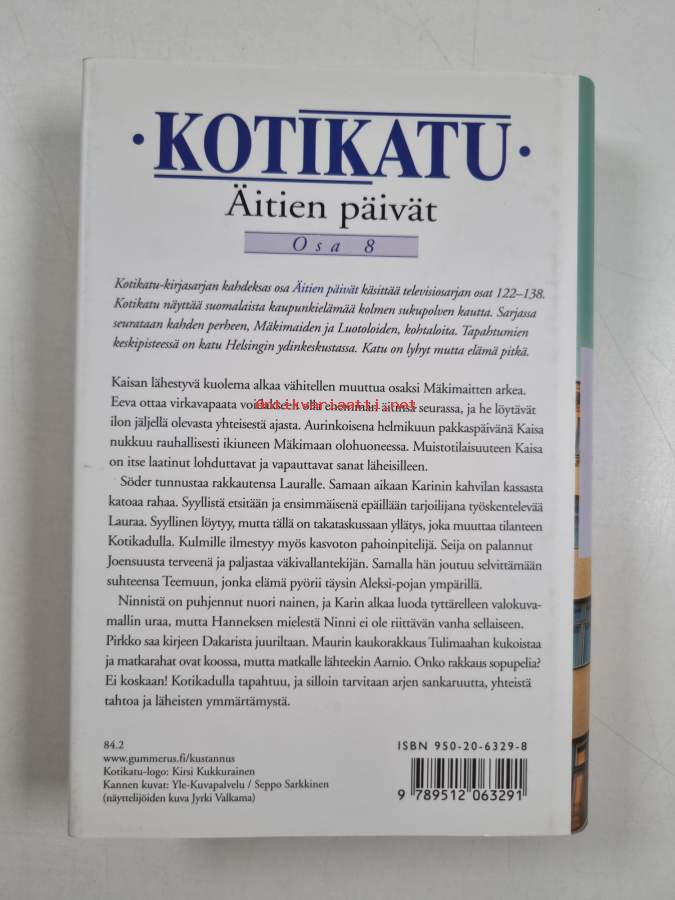 ·KOTIKATU·
Äitien päivät
Osa 8
Kotikatu-kirjasarjan kahdeksas osa Äitien päivät käsittää televisiosarjan osat 122–138.
Kotikatu näyttää suomalaista kaupunkielämää kolmen sukupolven kautta. Sarjassa
seurataan kahden perheen, Mäkimaiden ja Luotoloiden, kohtaloita. Tapahtumien
keskipisteessä on katu Helsingin ydinkeskustassa. Katu on lyhyt mutta elämä pitkä.
Kaisan lähestyvä kuolema alkaa vähitellen muuttua osaksi Mäkimaitten arkea.
Eeva ottaa virkavapaata olla enemmän äitinsä seurassa, ja he löytävät
antikvariaatti.net
ilon jäljellä olevasta yhteisestä ajasta. Aurinkoisena helmikuun pakkaspäivänä Kaisa
nukkuu rauhallisesti ikiuneen Mäkimaan olohuoneessa. Muistotilaisuuteen Kaisa
on itse laatinut lohduttavat ja vapauttavat sanat läheisilleen.
Söder tunnustaa rakkautensa Lauralle. Samaan aikaan Karinin kahvilan kassasta
katoaa rahaa. Syyllistä etsitään ja ensimmäisenä epäillään tarjoilijana työskentelevää
Lauraa. Syyllinen löytyy, mutta tällä on takataskussaan yllätys, joka muuttaa tilanteen
Kotikadulla. Kulmille ilmestyy myös kasvoton pahoinpitelijä. Seija on palannut
Joensuusta terveenä ja paljastaa väkivallantekijän. Samalla hän joutuu selvittämään
suhteensa Teemuun, jonka elämä pyörii täysin Aleksi-pojan ympärillä.
Ninnistä on puhjennut nuori nainen, ja Karin alkaa luoda tyttärelleen valokuva-
mallin uraa, mutta Hanneksen mielestä Ninni ei ole riittävän vanha sellaiseen.
Pirkko saa kirjeen Dakarista juuriltaan. Maurin kaukorakkaus Tulimaahan kukoistaa
ja matkarahat ovat koossa, mutta matkalle lähteekin Aarnio. Onko rakkaus sopupelia?
Ei koskaan! Kotikadulla tapahtuu, ja silloin tarvitaan arjen sankaruutta, yhteistä
tahtoa ja läheisten ymmärtämystä.
84.2
www.gummerus.fi/kustannus
Kotikatu-logo: Kirsi Kukkurainen
Kannen kuvat: Yle-Kuvapalvelu / Seppo Sarkkinen
(näyttelijöiden kuva Jyrki Valkama)
ISBN 950-20-6329-8
9 789512 063291